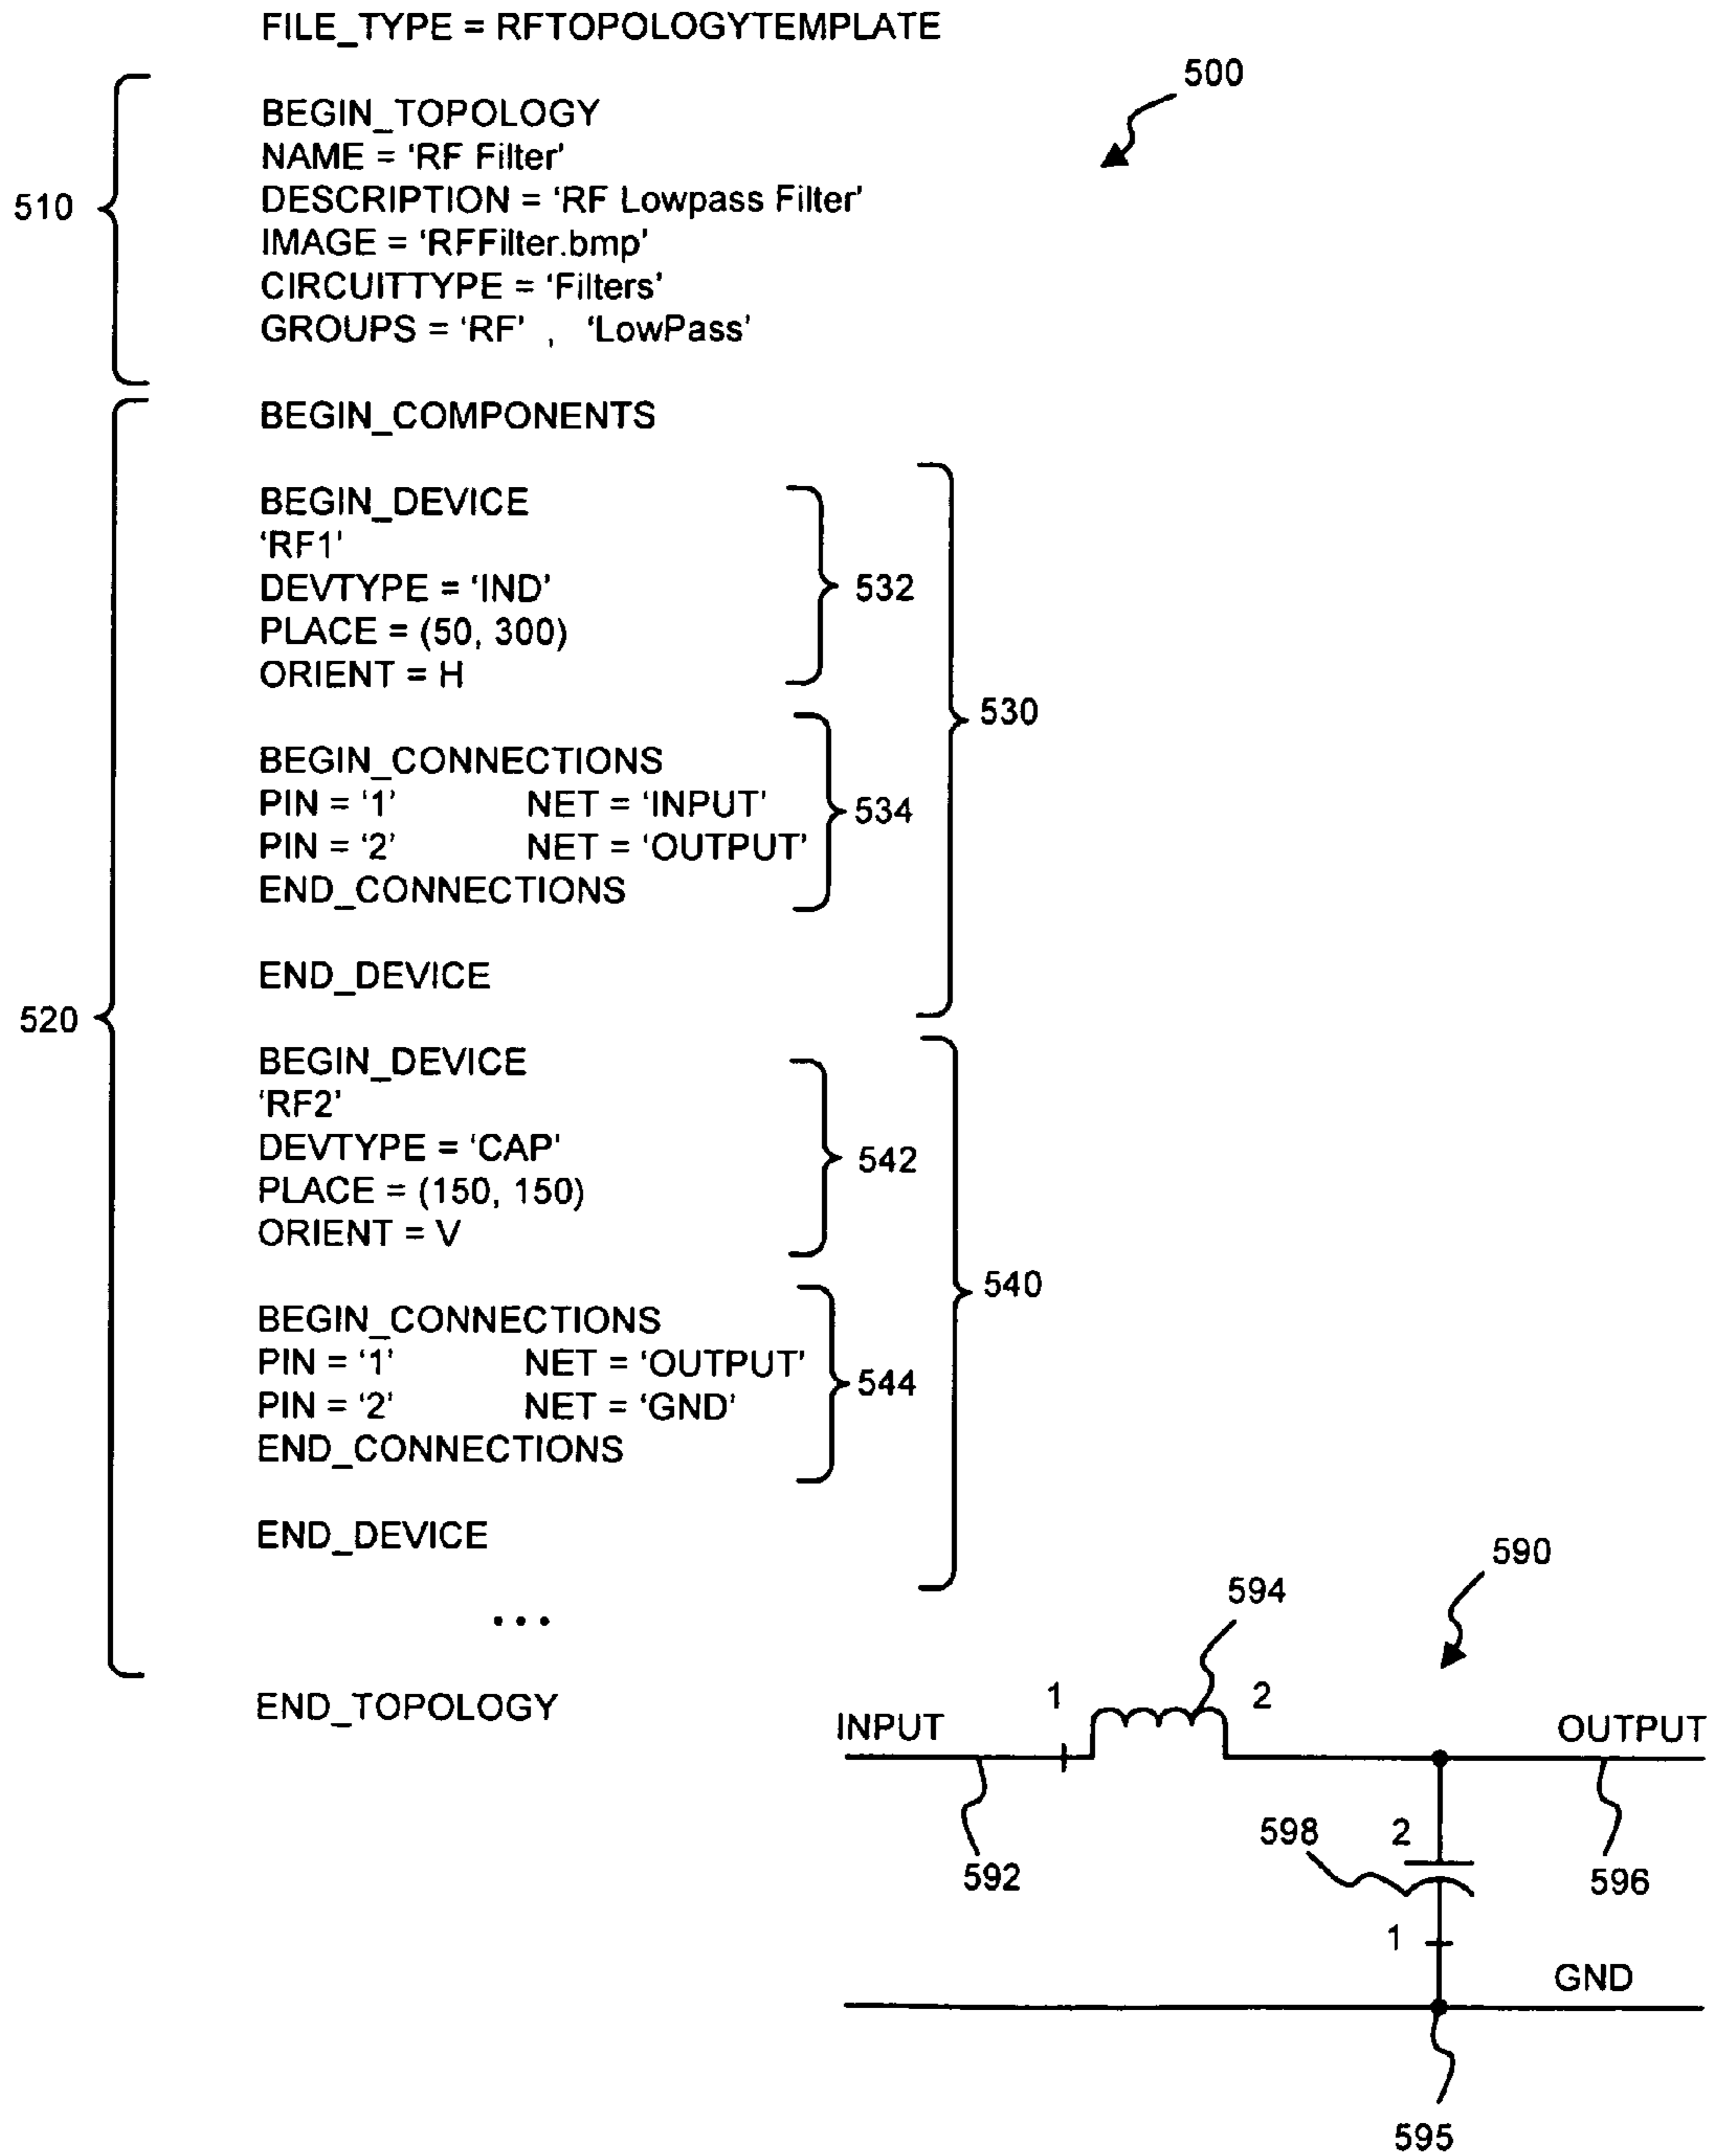 FILE_TYPE = RFTOPOLOGYTEMPLATE
500
510
BEGIN_TOPOLOGY
NAME = ‘RF Filter’
DESCRIPTION = ‘RF Lowpass Filter’
IMAGE = ‘RFFilter.bmp’
CIRCUITTYPE = ‘Filters’
GROUPS = ‘RF’ , ‘LowPass’
520
BEGIN_COMPONENTS
530
BEGIN_DEVICE
‘RF1’
DEVTYPE = ‘IND’ 532
PLACE = (50, 300)
ORIENT = H
BEGIN_CONNECTIONS
PIN = ‘1’ NET = ‘INPUT’ 534
PIN = ‘2’ NET = ‘OUTPUT’
END_CONNECTIONS
END_DEVICE
540
BEGIN_DEVICE
‘RF2’
DEVTYPE = ‘CAP’ 542
PLACE = (150, 150)
ORIENT = V
BEGIN_CONNECTIONS
PIN = ‘1’ NET = ‘OUTPUT’ 544
PIN = ‘2’ NET = ‘GND’
END_CONNECTIONS
END_DEVICE
...
END_TOPOLOGY
590
594
1 2
INPUT OUTPUT
592 598 2 596
1
GND
595